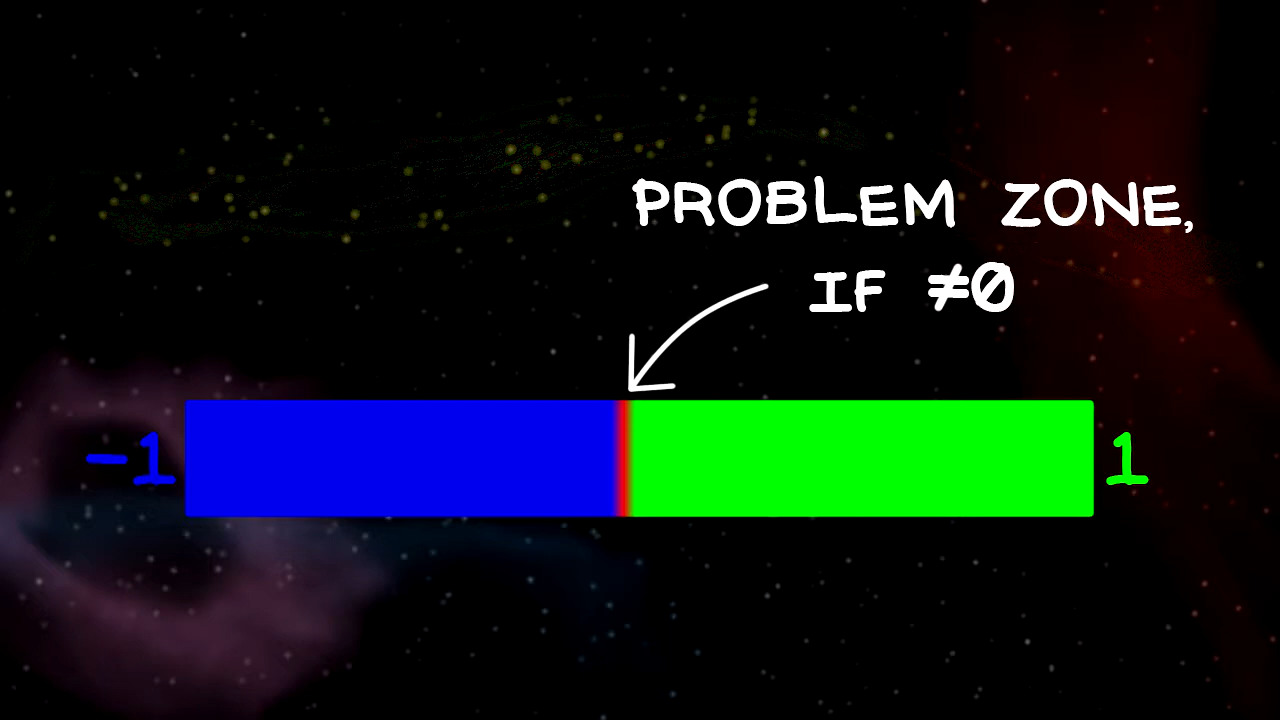 PROBLEM ZONE,
IF ≠0
-1
1